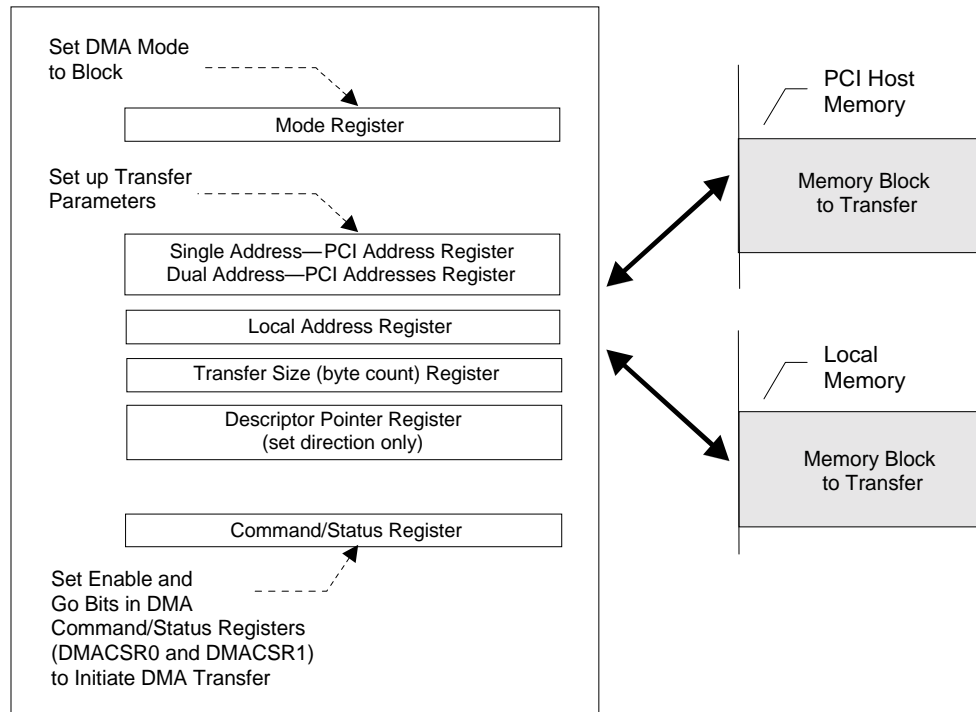 Set DMA Mode
to Block
Mode Register
Set up Transfer
Parameters
Single Address—PCI Address Register
Dual Address—PCI Addresses Register
Local Address Register
Transfer Size (byte count) Register
Descriptor Pointer Register
(set direction only)
Command/Status Register
Set Enable and
Go Bits in DMA
Command/Status Registers
(DMACSR0 and DMACSR1)
to Initiate DMA Transfer
PCI Host
Memory
Memory Block
to Transfer
Local
Memory
Memory Block
to Transfer